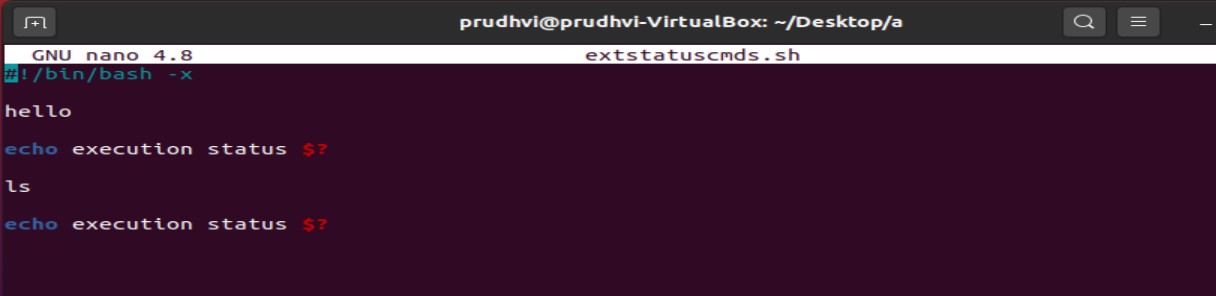 prudhvi@prudhvi-VirtualBox: ~/Desktop/a
GNU nano 4.8 extstatuscmds.sh
#!/bin/bash -x
hello
echo execution status $?
ls
echo execution status $?